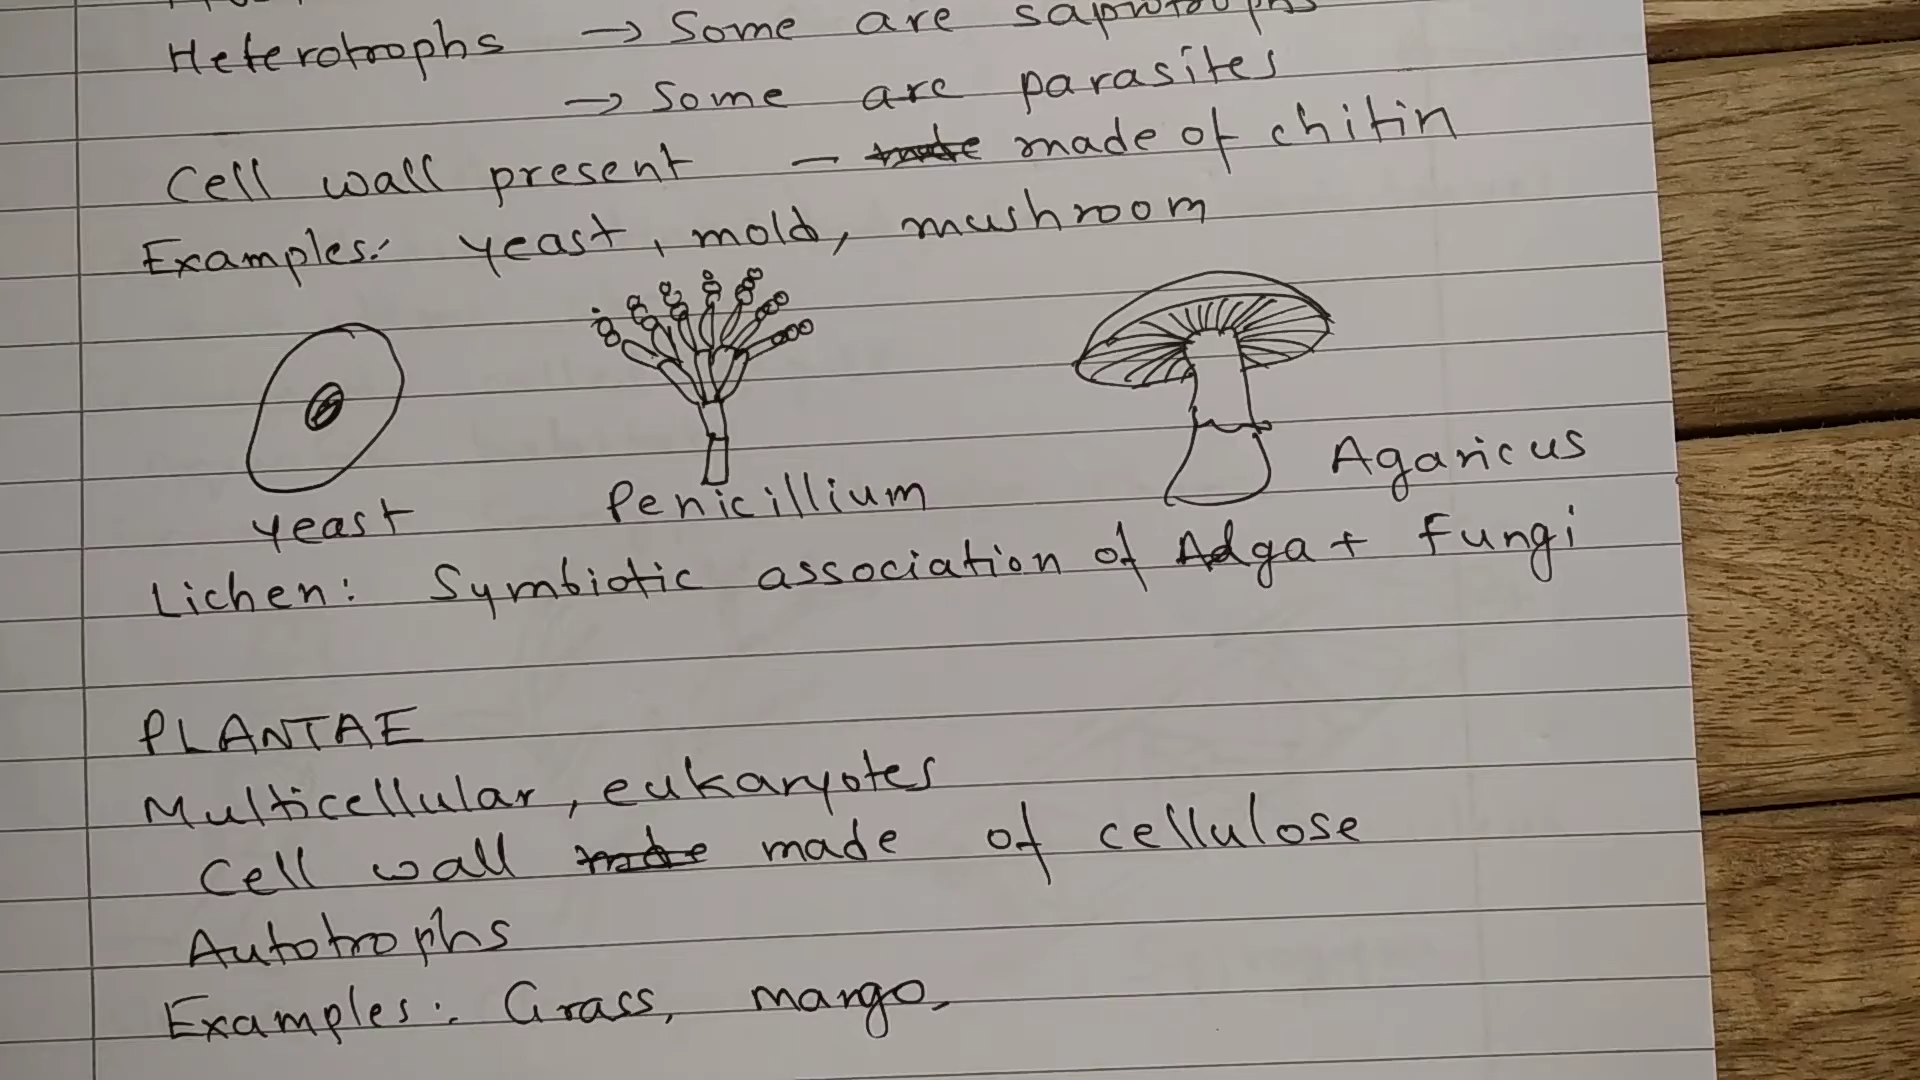 Heterotrophs → Some are saprotrophs
→ Some are parasites
Cell wall present - made of chitin
Examples: yeast, mold, mushroom
yeast
Penicillium
Agaricus
Lichen: Symbiotic association of Alga + Fungi
PLANTAE
Multicellular, eukaryotes
Cell wall made of cellulose
Autotrophs
Examples: Grass, mango,